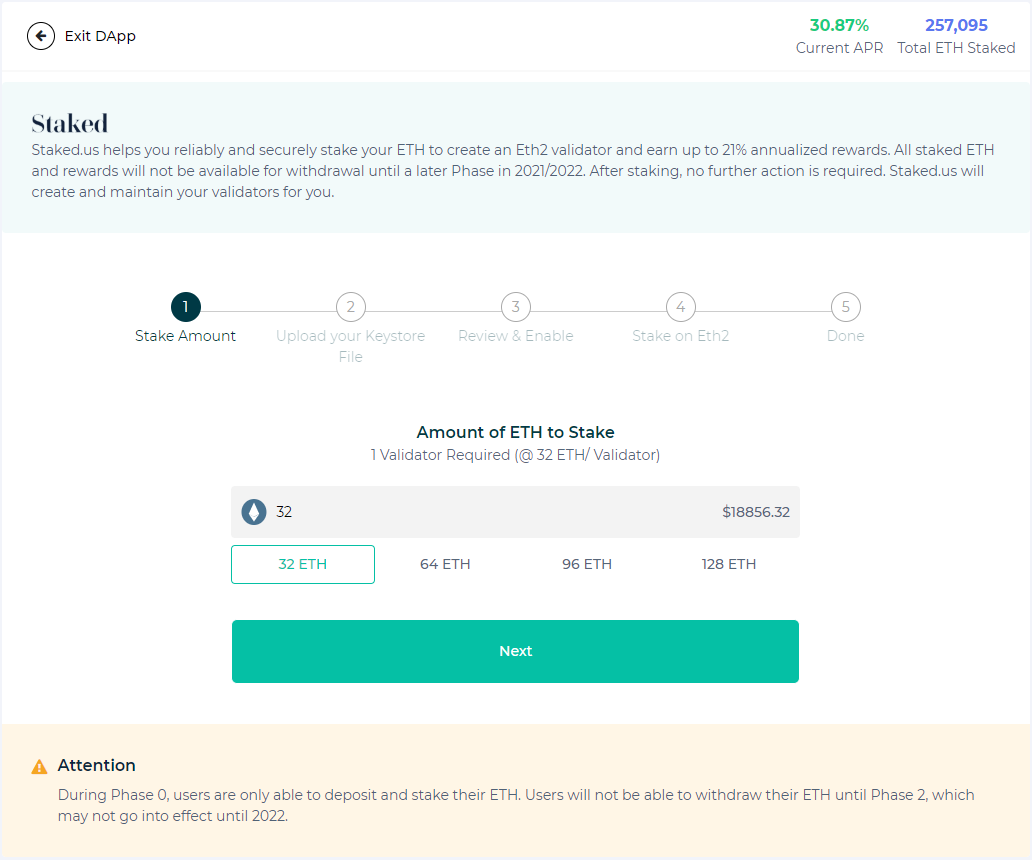 Exit DApp
30.87%
Current APR
257,095
Total ETH Staked
Staked
Staked.us helps you reliably and securely stake your ETH to create an Eth2 validator and earn up to 21% annualized rewards. All staked ETH
and rewards will not be available for withdrawal until a later Phase in 2021/2022. After staking, no further action is required. Staked.us will
create and maintain your validators for you.
1
Stake Amount
2
Upload your Keystore
File
3
Review & Enable
4
Stake on Eth2
5
Done
Amount of ETH to Stake
1 Validator Required (@ 32 ETH/ Validator)
32
$18856.32
32 ETH
64 ETH
96 ETH
128 ETH
Next
Attention
During Phase 0, users are only able to deposit and stake their ETH. Users will not be able to withdraw their ETH until Phase 2, which
may not go into effect until 2022.